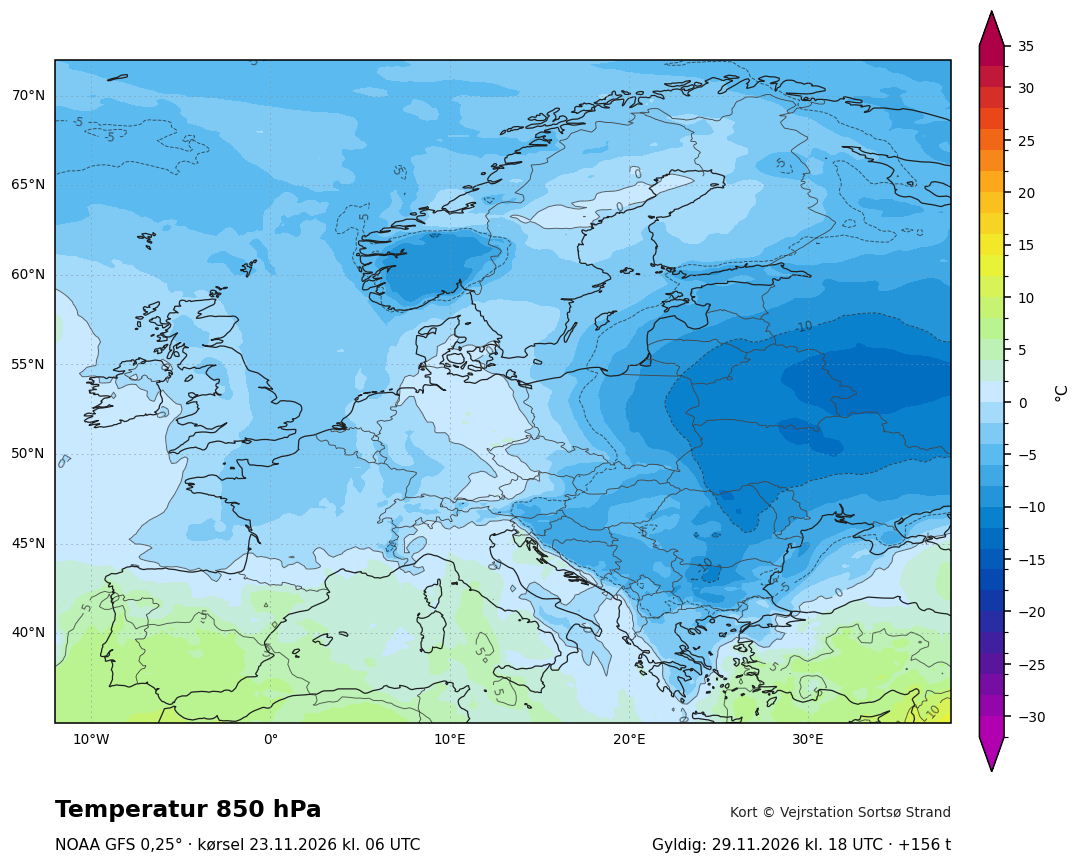 70°N
65°N
60°N
55°N
50°N
45°N
40°N
10°W
0°
10°E
20°E
30°E
35
30
25
20
15
10
5
0
−5
−10
−15
−20
−25
−30
°C
Temperatur 850 hPa
Kort © Vejrstation Sortsø Strand
NOAA GFS 0,25° · kørsel 23.11.2026 kl. 06 UTC
Gyldig: 29.11.2026 kl. 18 UTC · +156 t